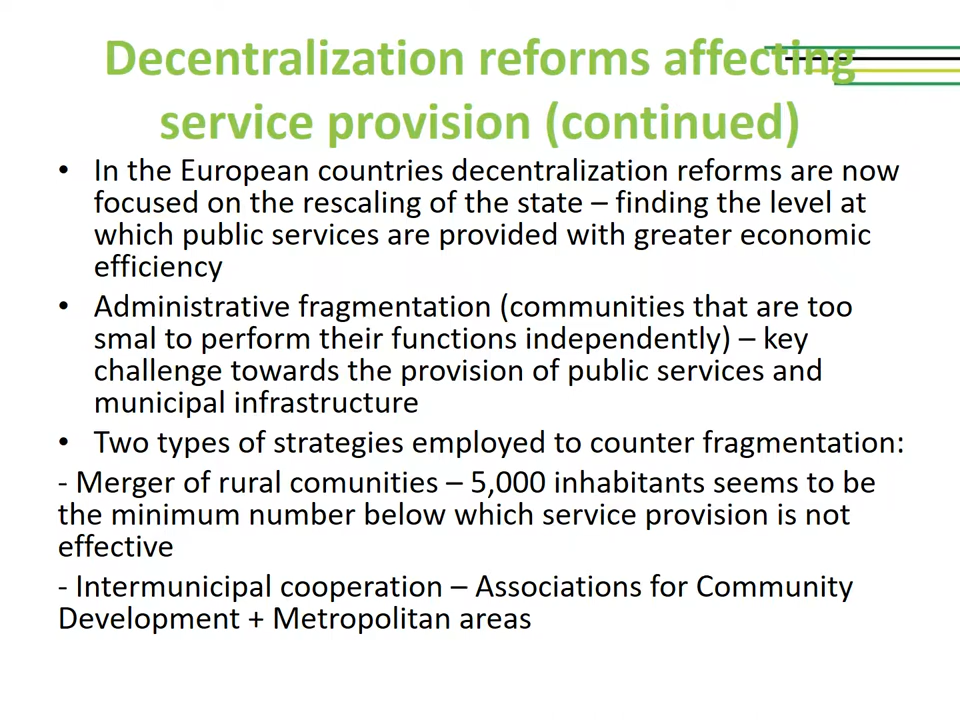 Decentralization reforms affecting
service provision (continued)
• In the European countries decentralization reforms are now
focused on the rescaling of the state – finding the level at
which public services are provided with greater economic
efficiency
• Administrative fragmentation (communities that are too
smal to perform their functions independently) – key
challenge towards the provision of public services and
municipal infrastructure
• Two types of strategies employed to counter fragmentation:
- Merger of rural comunities – 5,000 inhabitants seems to be
the minimum number below which service provision is not
effective
- Intermunicipal cooperation – Associations for Community
Development + Metropolitan areas